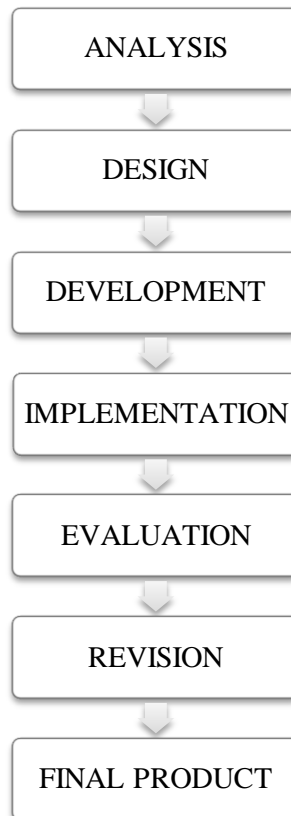 ANALYSIS
DESIGN
DEVELOPMENT
IMPLEMENTATION
EVALUATION
REVISION
FINAL PRODUCT